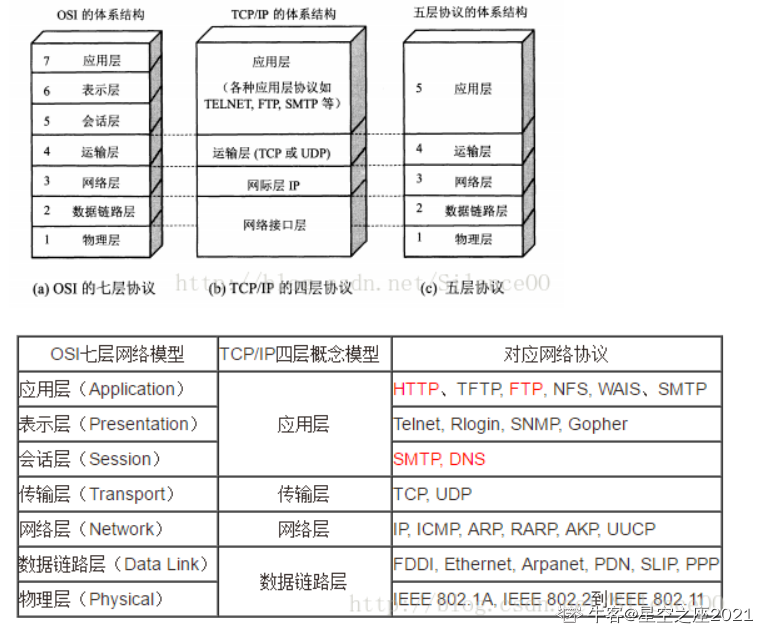 OSI 的体系结构
TCP/IP 的体系结构
五层协议的体系结构
7 应用层
6 表示层
5 会话层
4 运输层
3 网络层
2 数据链路层
1 物理层
应用层
(各种应用层协议如
TELNET, FTP, SMTP 等)
运输层 (TCP 或 UDP)
网际层 IP
网络接口层
5 应用层
4 运输层
3 网络层
2 数据链路层
1 物理层
(a) OSI 的七层协议
(b) TCP/IP 的四层协议
(c) 五层协议
http://blog.csdn.net/Silence00
OSI七层网络模型 TCP/IP四层概念模型 对应网络协议
应用层（Application） HTTP、TFTP, FTP, NFS, WAIS、SMTP
表示层（Presentation） 应用层 Telnet, Rlogin, SNMP, Gopher
会话层（Session） SMTP, DNS
传输层（Transport） 传输层 TCP, UDP
网络层（Network） 网络层 IP, ICMP, ARP, RARP, AKP, UUCP
数据链路层（Data Link） 数据链路层 FDDI, Ethernet, Arpanet, PDN, SLIP, PPP
物理层（Physical） IEEE 802.1A, IEEE 802.2到IEEE 802.11
牛客@星空之座2021